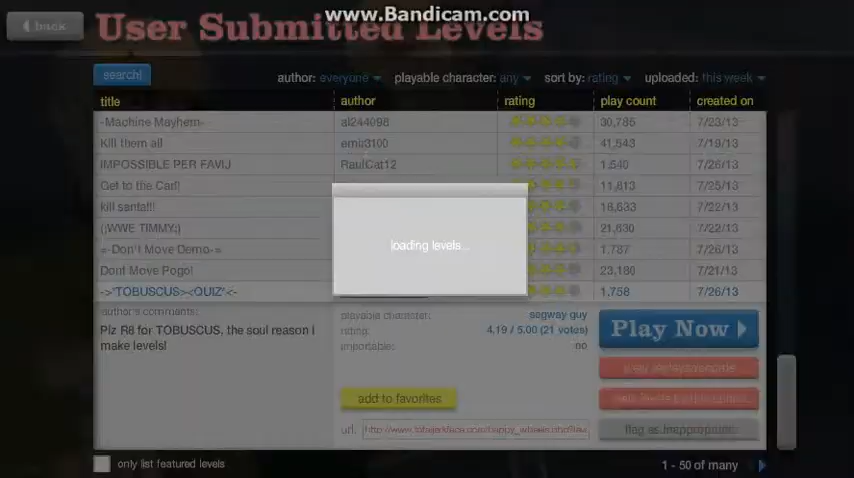 www.Bandicam.com
back
User Submitted Levels
search!
author: everyone playable character: any sort by: rating uploaded: this week
title author rating play count created on
-Machine Mayhem- al244098 30,785 7/23/13
Kill them all 41,543 7/19/13
IMPOSSIBLE PER FAVIJ RaulCat12 1,540 7/26/13
Get to the Car! 11,813 7/25/13
kill santa!!! 18,633 7/22/13
(;WWE TIMMY;) 21,630 7/22/13
=-Don't Move Demo-= 1,787 7/26/13
Dont Move Pogo! 23,180 7/21/13
->'TOBUSCUS><QUIZ'<- 1,758 7/26/13
loading levels...
author's comments:
Plz R8 for TOBUSCUS, the soul reason I
make levels!
playable character: segway guy
rating: 4.19 / 5.00 (21 votes)
importable: no
Play Now
add to favorites
flag as inappropriate
url:
only list featured levels
1 - 50 of many